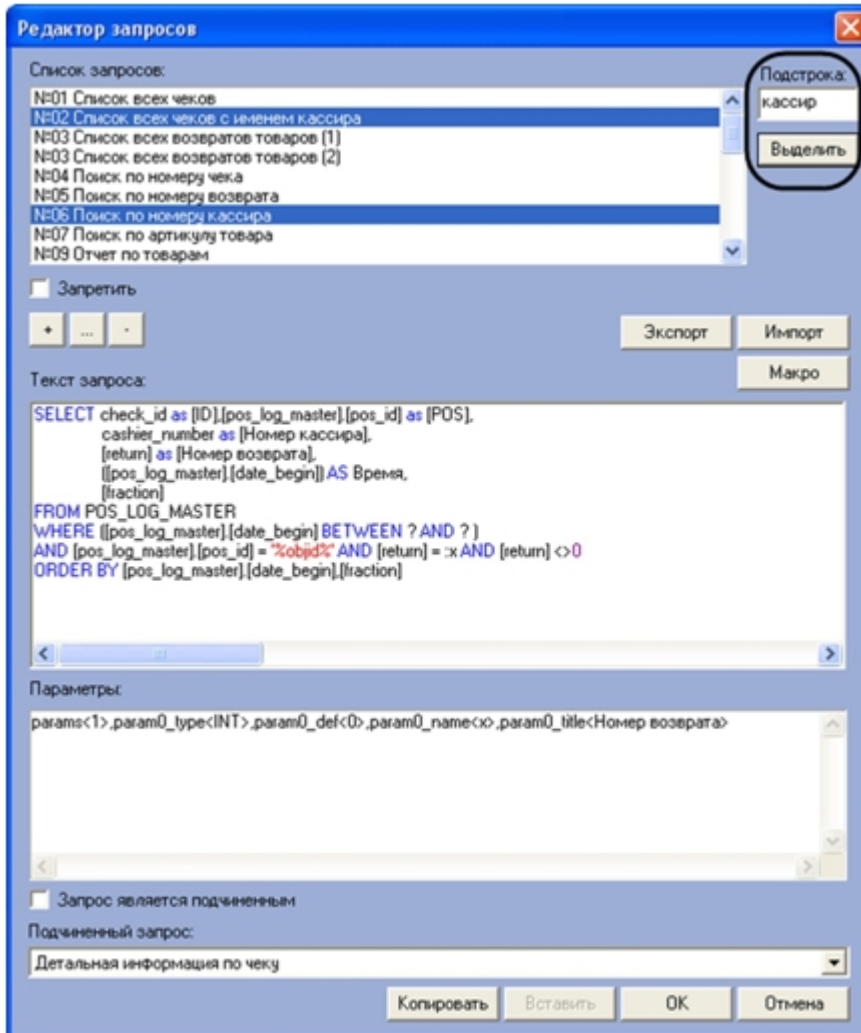 Редактор запросов
Список запросов:
Подстрока:
№01 Список всех чеков
кассир
№02 Список всех чеков с именем кассира
№03 Список всех возвратов товаров (1)
Выделить
№03 Список всех возвратов товаров (2)
№04 Поиск по номеру чека
№05 Поиск по номеру возврата
№06 Поиск по номеру кассира
№07 Поиск по артикулу товара
№09 Отчет по товарам
Запретить
+ ... -
Экспорт Импорт
Макро
Текст запроса:
SELECT check_id as [ID],[pos_log_master].[pos_id] as [POS],
cashier_number as [Номер кассира],
[return] as [Номер возврата],
([pos_log_master].[date_begin]) AS Время,
[fraction]
FROM POS_LOG_MASTER
WHERE ([pos_log_master].[date_begin] BETWEEN ? AND ? )
AND [pos_log_master].[pos_id] = '%objid%' AND [return] = :x AND [return] <>0
ORDER BY [pos_log_master].[date_begin],[fraction]
Параметры:
params<1>,param0_type<INT>,param0_def<0>,param0_name<x>,param0_title<Номер возврата>
Запрос является подчиненным
Подчиненный запрос:
Детальная информация по чеку
Копировать Вставить OK Отмена